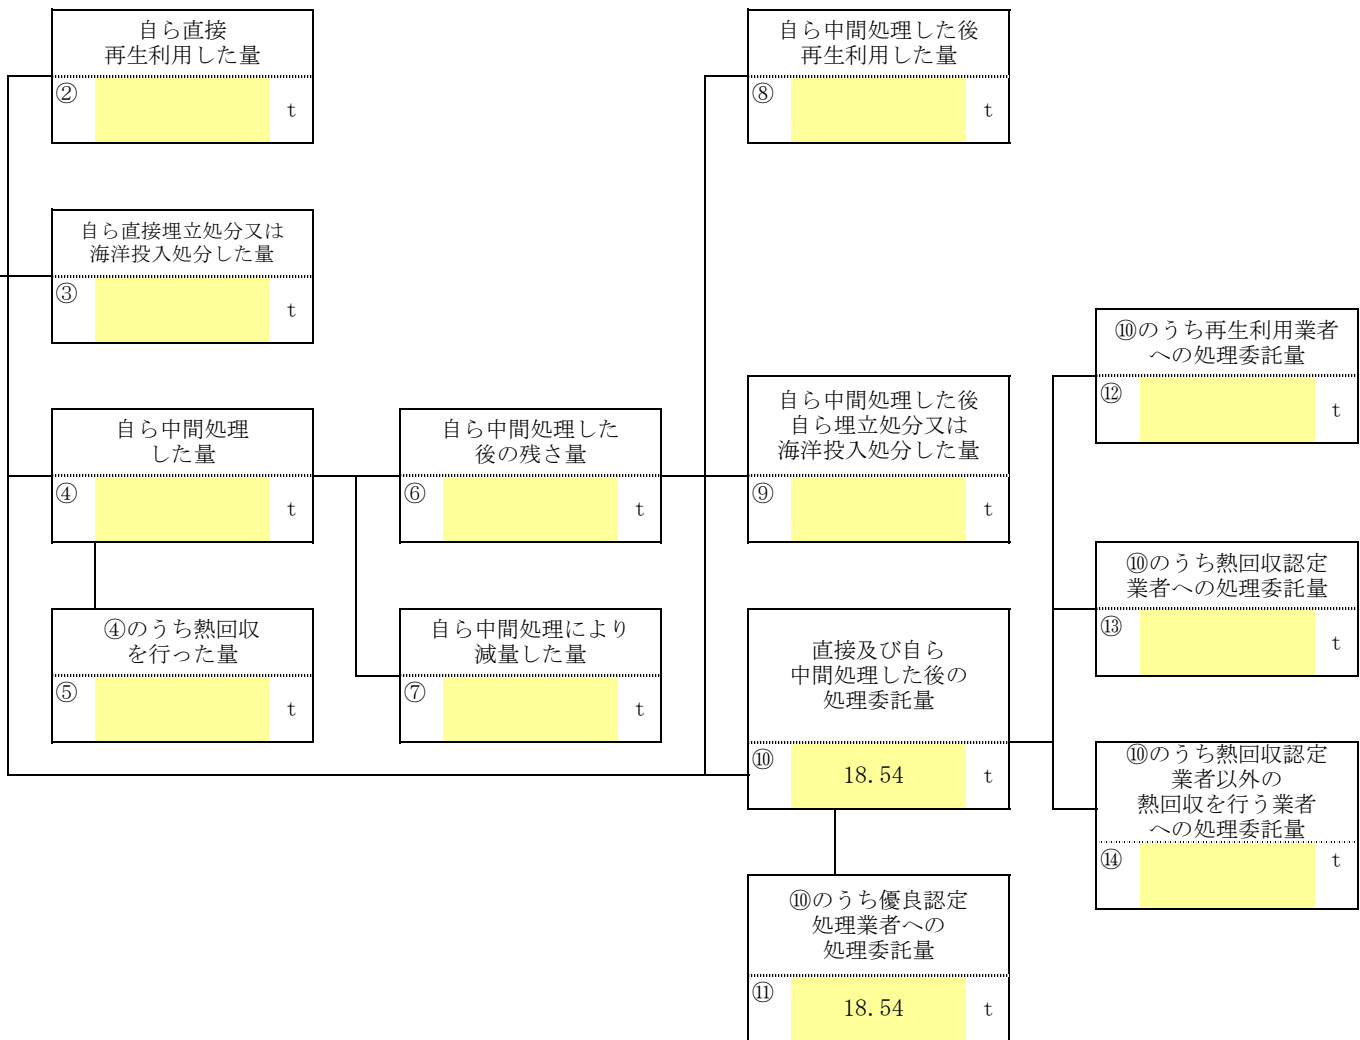 自ら直接
再生利用した量
②
t
自ら中間処理した後
再生利用した量
⑧
t
自ら直接埋立処分又は
海洋投入処分した量
③
t
⑩のうち再生利用業者
への処理委託量
⑫
t
自ら中間処理
した量
④
t
自ら中間処理した
後の残さ量
⑥
t
自ら中間処理した後
自ら埋立処分又は
海洋投入処分した量
⑨
t
⑩のうち熱回収認定
業者への処理委託量
⑬
t
④のうち熱回収
を行った量
⑤
t
自ら中間処理により
減量した量
⑦
t
直接及び自ら
中間処理した後の
処理委託量
⑩
18.54 t
⑩のうち熱回収認定
業者以外の
熱回収を行う業者
への処理委託量
⑭
t
⑩のうち優良認定
処理業者への
処理委託量
⑪
18.54 t